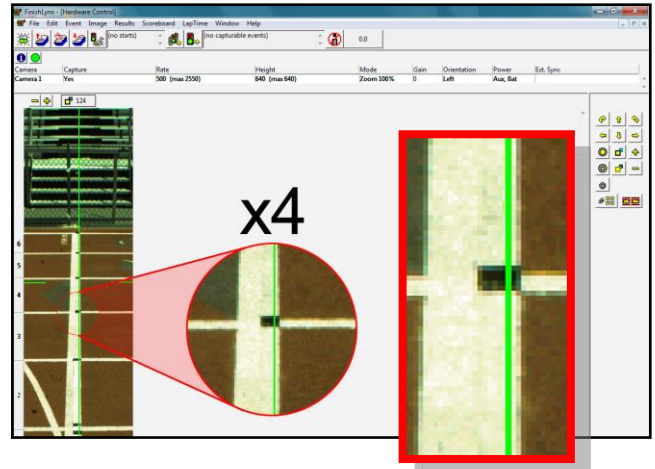 FinishLynx - [Hardware Control]
File Edit Event Image Results Scoreboard LapTime Window Help
(no starts) (no capturable events) 0.0
Camera Capture Rate Height Mode Gain Orientation Power Ext. Sync
Camera 1 Yes 500 (max 2550) 640 (max 640) Zoom 100% 0 Left Aux, Bat
124
x4
6
5
4
3
2